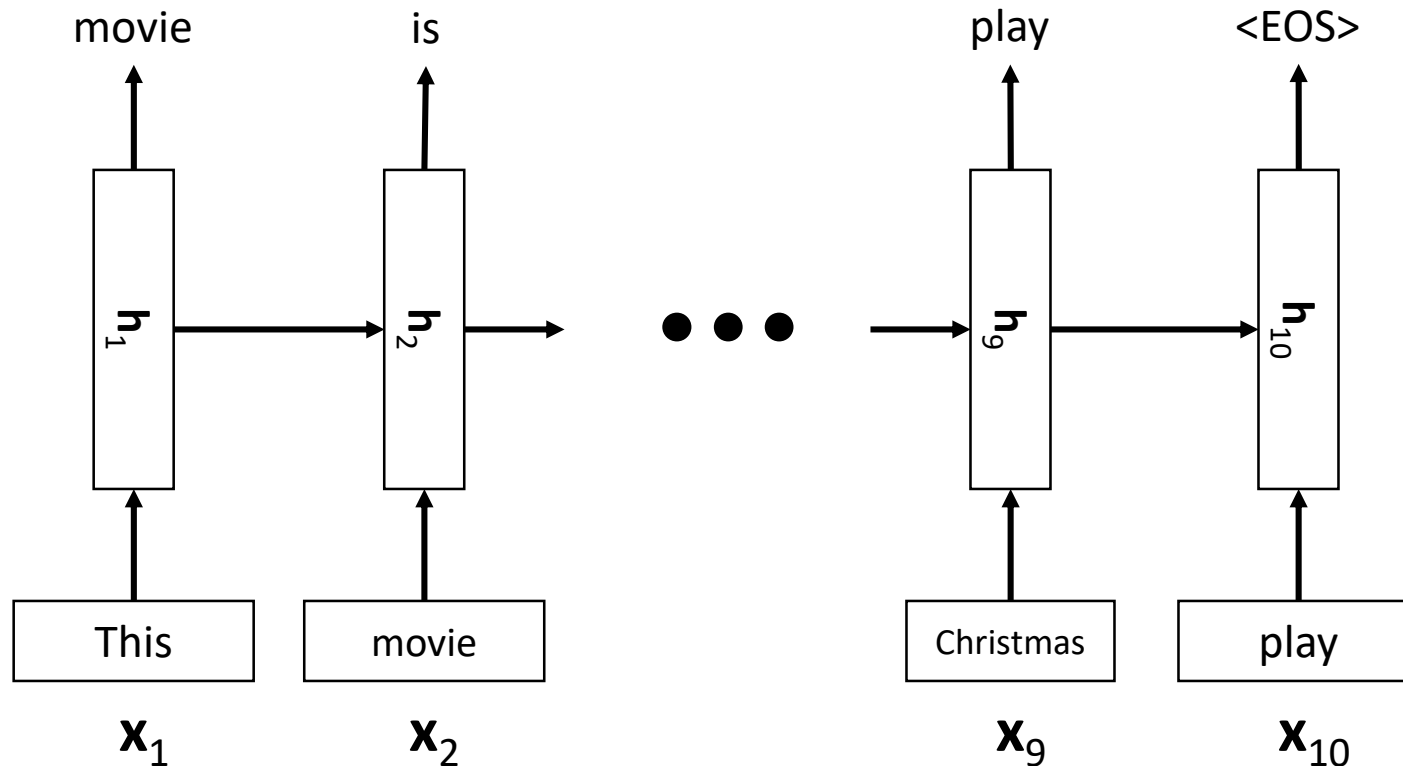 movie is play <EOS>
h1 h2 h9 h10
This movie Christmas play
x1 x2 x9 x10